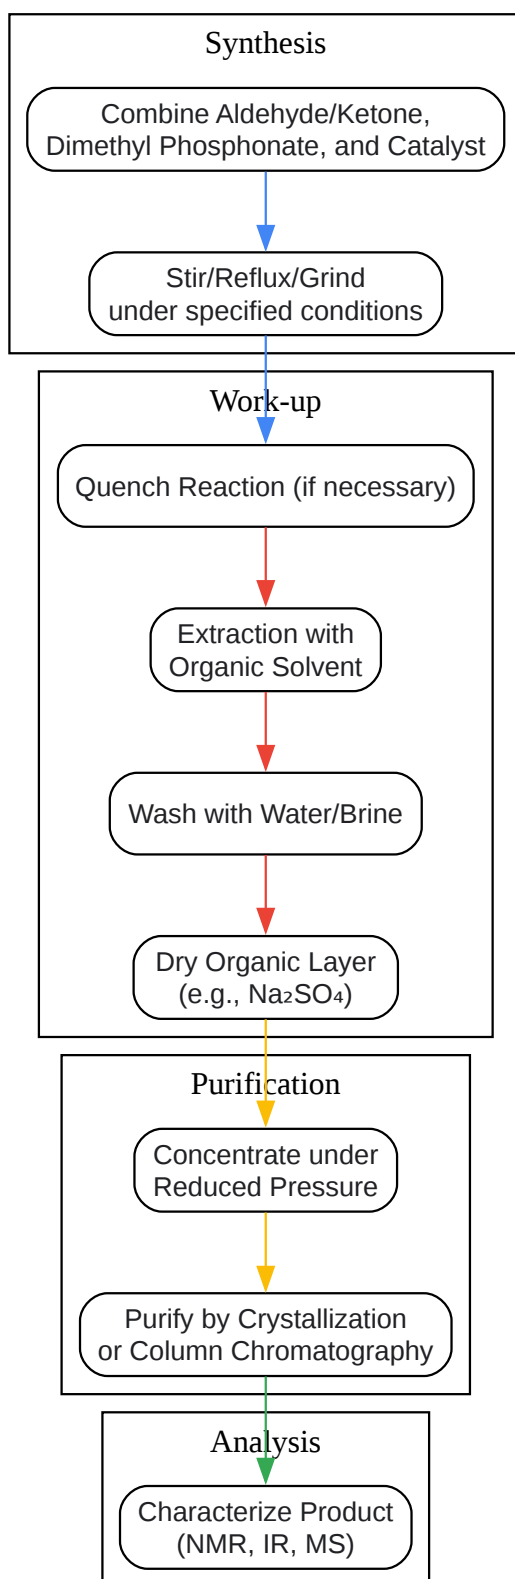 Synthesis
Combine Aldehyde/Ketone,
Dimethyl Phosphonate, and Catalyst
Stir/Reflux/Grind
under specified conditions
Work-up
Quench Reaction (if necessary)
Extraction with
Organic Solvent
Wash with Water/Brine
Dry Organic Layer
(e.g., Na₂SO₄)
Purification
Concentrate under
Reduced Pressure
Purify by Crystallization
or Column Chromatography
Analysis
Characterize Product
(NMR, IR, MS)